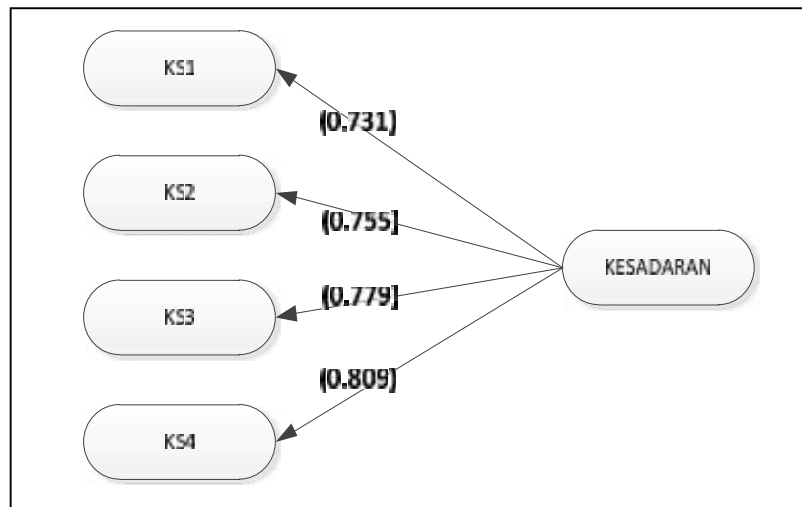 KS1
(0.731)
KS2
(0.755)
KESADARAN
(0.779)
KS3
(0.809)
KS4